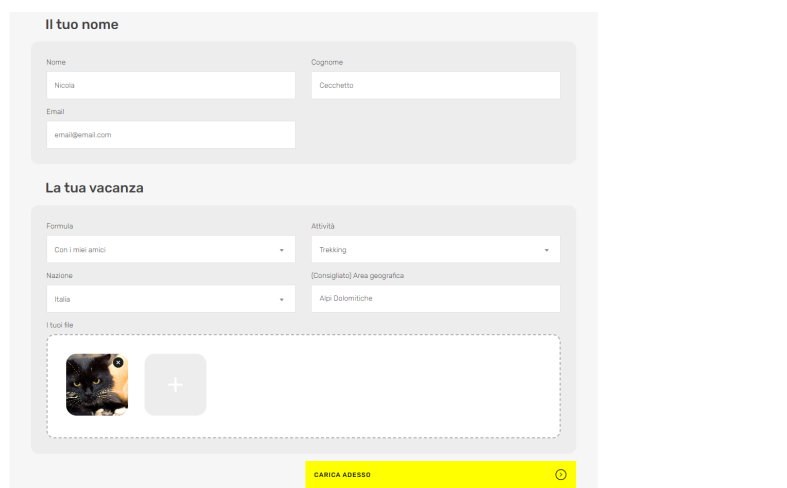 Il tuo nome
Nome
Cognome
Nicola
Cecchetto
Email
email@email.com
La tua vacanza
Formula
Attività
Con i miei amici
Trekking
Nazione
(Consigliato) Area geografica
Italia
Alpi Dolomitiche
I tuoi file
CARICA ADESSO